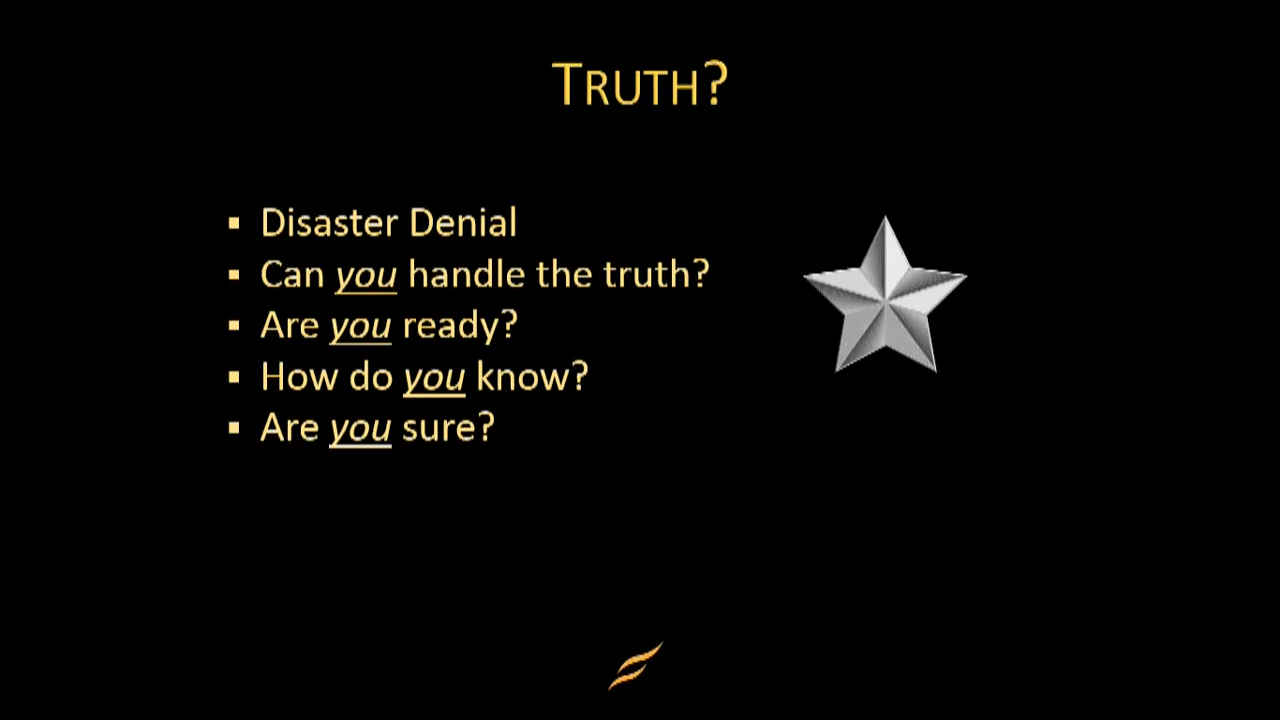 TRUTH?
▪ Disaster Denial
▪ Can you handle the truth?
▪ Are you ready?
▪ How do you know?
▪ Are you sure?